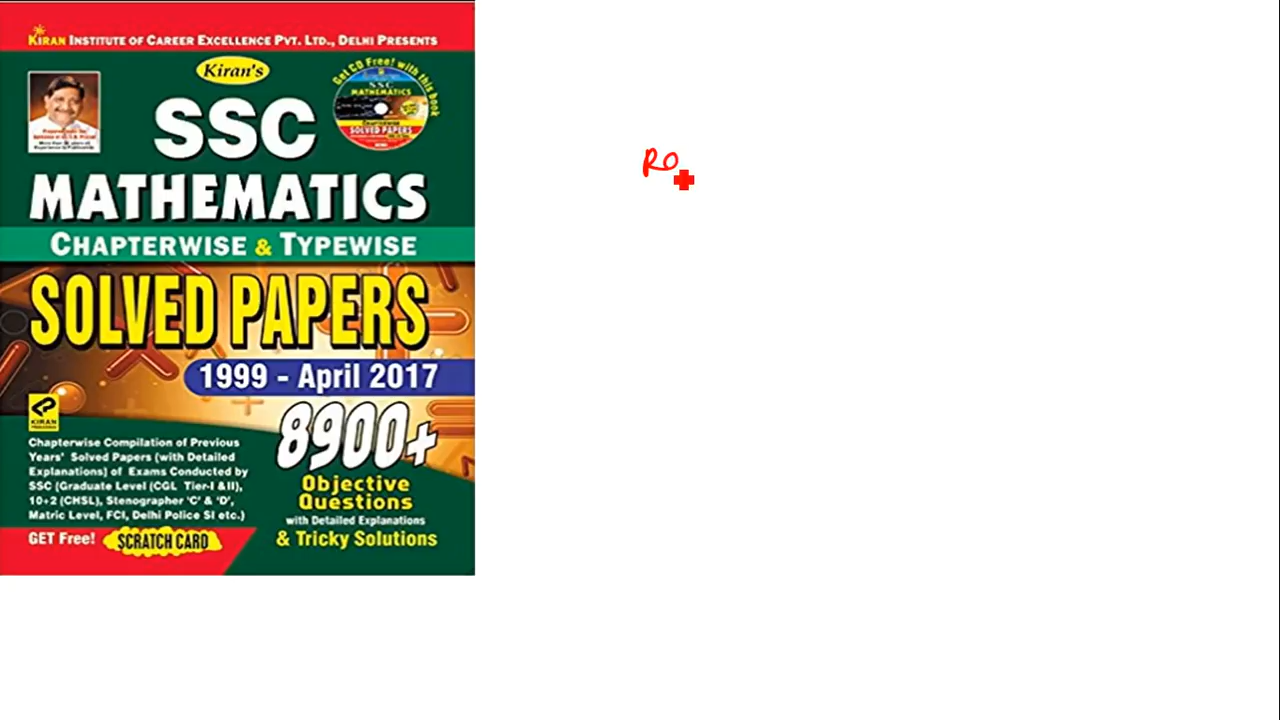 KIRAN INSTITUTE OF CAREER EXCELLENCE PVT. LTD., DELHI PRESENTS
Kiran's
Get CD Free! with this book
SSC
MATHEMATICS
CHAPTERWISE
SOLVED PAPERS
SSC
MATHEMATICS
CHAPTERWISE & TYPEWISE
SOLVED PAPERS
1999 - April 2017
KIRAN
8900+
Objective
Questions
with Detailed Explanations
& Tricky Solutions
Chapterwise Compilation of Previous
Years' Solved Papers (with Detailed
Explanations) of Exams Conducted by
SSC (Graduate Level (CGL Tier-I & II),
10+2 (CHSL), Stenographer 'C' & 'D',
Matric Level, FCI, Delhi Police SI etc.)
GET Free! SCRATCH CARD
RO